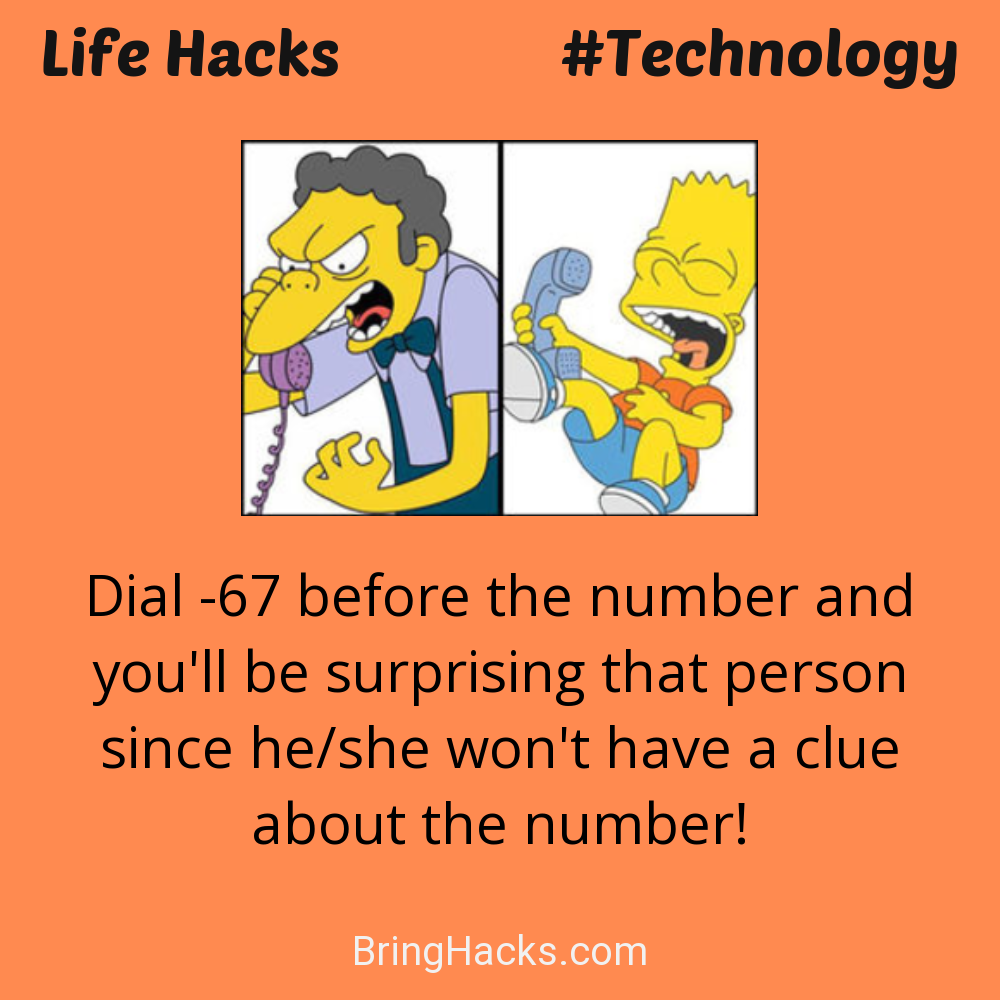 Life Hacks
#Technology
Dial -67 before the number and
you'll be surprising that person
since he/she won't have a clue
about the number!
BringHacks.com